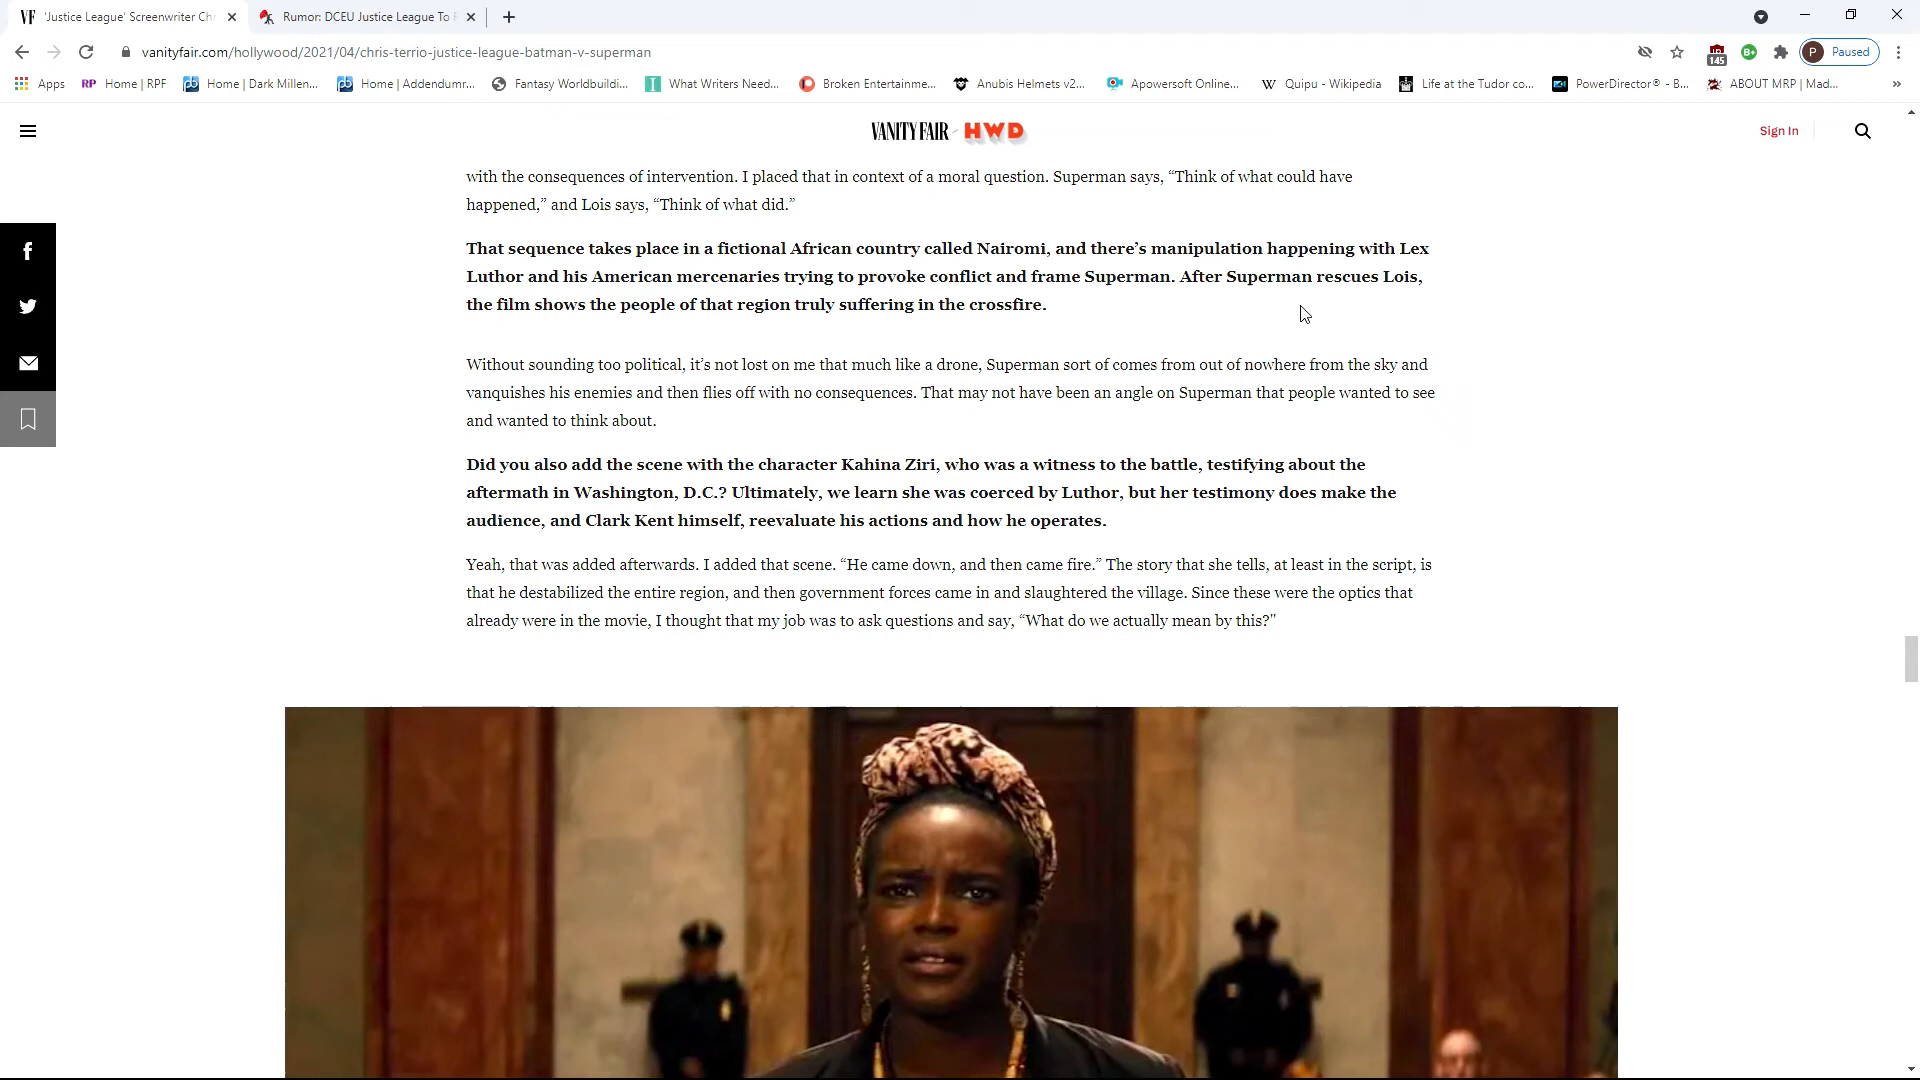 VF 'Justice League' Screenwriter Ch
Rumor: DCEU Justice League To
vanityfair.com/hollywood/2021/04/chris-terrio-justice-league-batman-v-superman
145
B+
P Paused
Apps
RP Home | RPF
pb Home | Dark Millen...
pb Home | Addendumr...
Fantasy Worldbuildi...
I What Writers Need...
Broken Entertainme...
Anubis Helmets v2...
Apowersoft Online...
W Quipu - Wikipedia
Life at the Tudor co...
PowerDirector® - B...
ABOUT MRP | Mad...
»
VANITY FAIR HWD
Sign In
with the consequences of intervention. I placed that in context of a moral question. Superman says, “Think of what could have
happened,” and Lois says, “Think of what did.”
That sequence takes place in a fictional African country called Nairomi, and there’s manipulation happening with Lex
Luthor and his American mercenaries trying to provoke conflict and frame Superman. After Superman rescues Lois,
the film shows the people of that region truly suffering in the crossfire.
Without sounding too political, it’s not lost on me that much like a drone, Superman sort of comes from out of nowhere from the sky and
vanquishes his enemies and then flies off with no consequences. That may not have been an angle on Superman that people wanted to see
and wanted to think about.
Did you also add the scene with the character Kahina Ziri, who was a witness to the battle, testifying about the
aftermath in Washington, D.C.? Ultimately, we learn she was coerced by Luthor, but her testimony does make the
audience, and Clark Kent himself, reevaluate his actions and how he operates.
Yeah, that was added afterwards. I added that scene. “He came down, and then came fire.” The story that she tells, at least in the script, is
that he destabilized the entire region, and then government forces came in and slaughtered the village. Since these were the optics that
already were in the movie, I thought that my job was to ask questions and say, “What do we actually mean by this?"